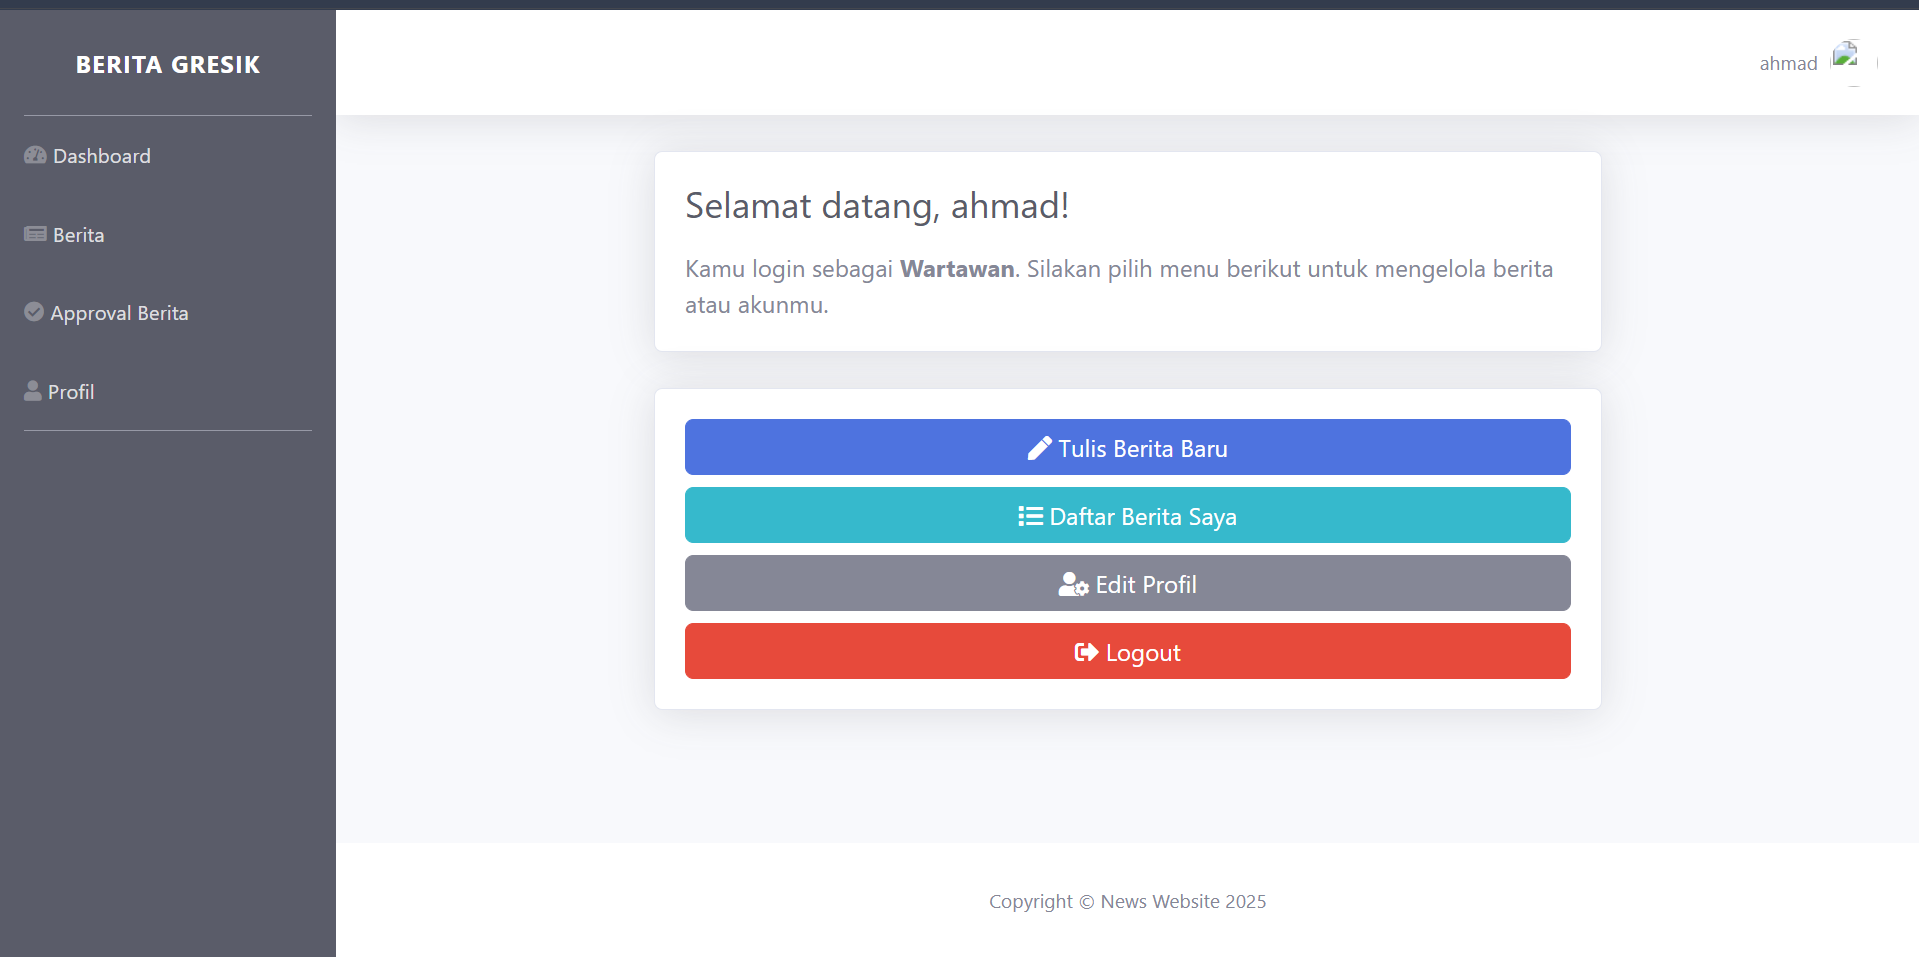 BERITA GRESIK
ahmad
Dashboard
Berita
Approval Berita
Profil
Selamat datang, ahmad!
Kamu login sebagai Wartawan. Silakan pilih menu berikut untuk mengelola berita
atau akunmu.
Tulis Berita Baru
Daftar Berita Saya
Edit Profil
Logout
Copyright © News Website 2025